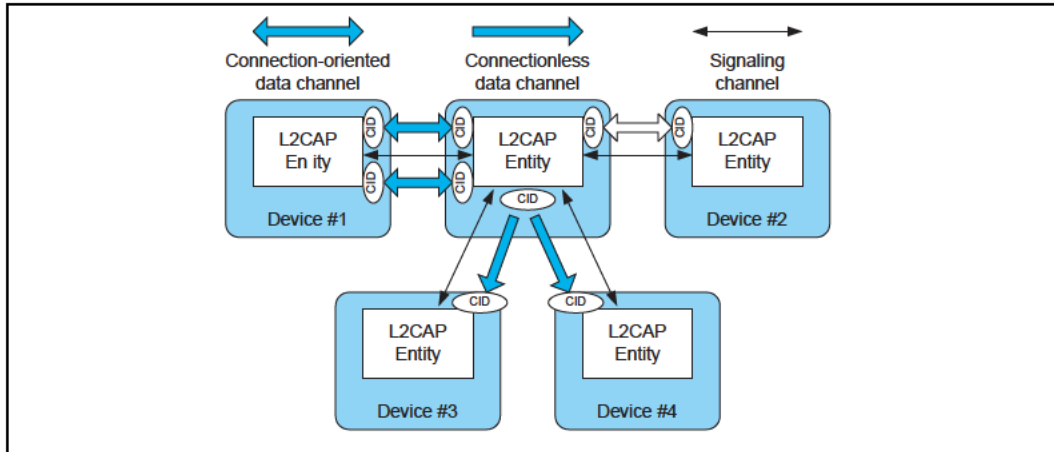 Connection-oriented
data channel
Connectionless
data channel
Signaling
channel
CID
CID
L2CAP
En ity
Device #1
CID
CID
L2CAP
Entity
CID
CID
CID
L2CAP
Entity
Device #2
CID
L2CAP
Entity
Device #3
CID
L2CAP
Entity
Device #4